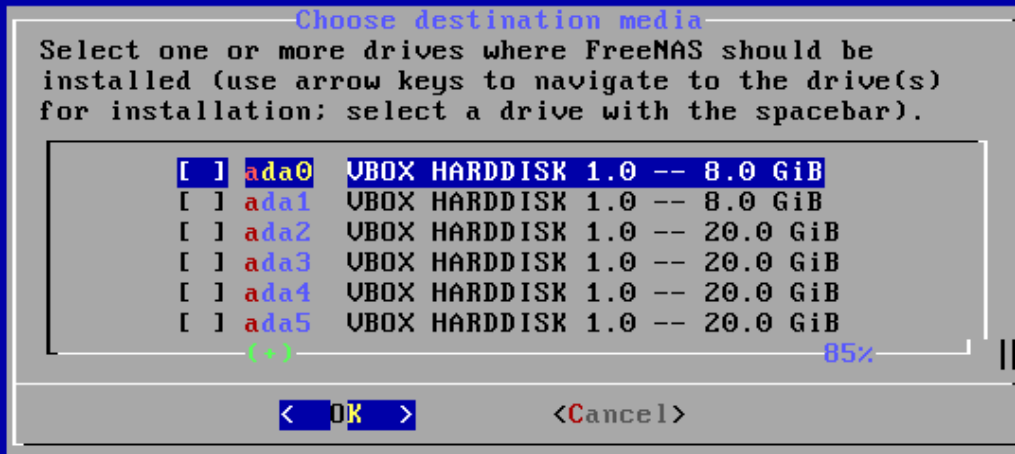 Choose destination media
Select one or more drives where FreeNAS should be
installed (use arrow keys to navigate to the drive(s)
for installation; select a drive with the spacebar).
[ ] ada0 VBOX HARDDISK 1.0 -- 8.0 GiB
[ ] ada1 VBOX HARDDISK 1.0 -- 8.0 GiB
[ ] ada2 VBOX HARDDISK 1.0 -- 20.0 GiB
[ ] ada3 VBOX HARDDISK 1.0 -- 20.0 GiB
[ ] ada4 VBOX HARDDISK 1.0 -- 20.0 GiB
[ ] ada5 VBOX HARDDISK 1.0 -- 20.0 GiB
(+) 85%
< OK > <Cancel>